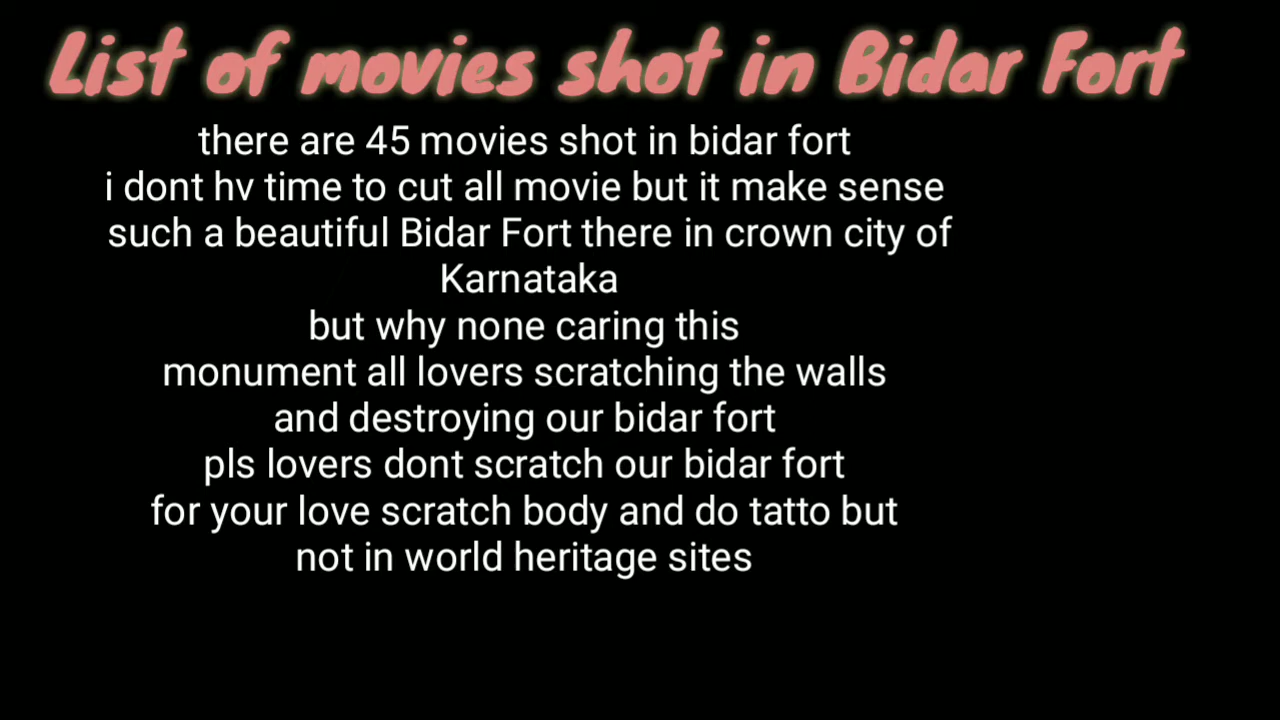 List of movies shot in Bidar Fort
there are 45 movies shot in bidar fort
i dont hv time to cut all movie but it make sense
such a beautiful Bidar Fort there in crown city of
Karnataka
but why none caring this
monument all lovers scratching the walls
and destroying our bidar fort
pls lovers dont scratch our bidar fort
for your love scratch body and do tatto but
not in world heritage sites